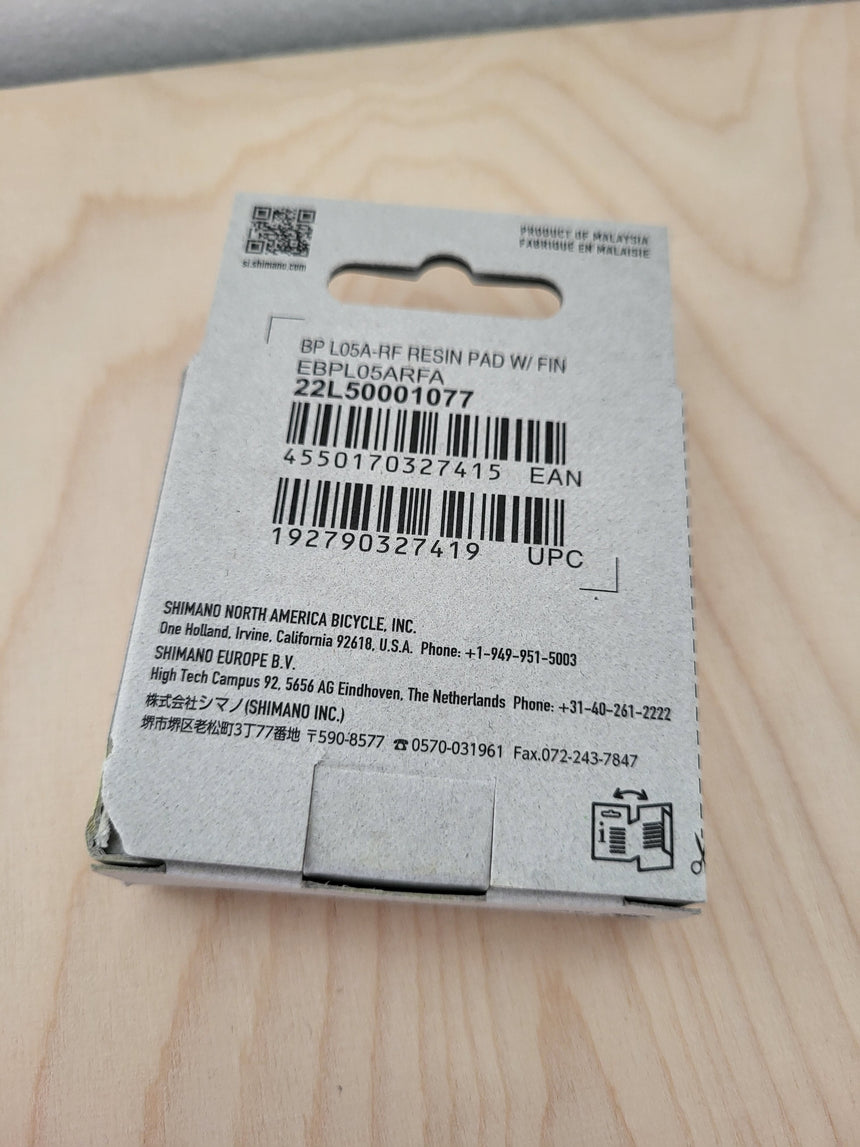 si.shimano.com
PRODUCT OF MALAYSIA
FABRIQUÉ EN MALAISIE
BP L05A-RF RESIN PAD W/ FIN
EBPL05ARFA
22L50001077
4550170327415 EAN
192790327419 UPC
SHIMANO NORTH AMERICA BICYCLE, INC.
One Holland, Irvine, California 92618, U.S.A. Phone: +1-949-951-5003
SHIMANO EUROPE B.V.
High Tech Campus 92, 5656 AG Eindhoven, The Netherlands Phone: +31-40-261-2222
株式会社シマノ(SHIMANO INC.)
堺市堺区老松町3丁77番地 〒590-8577 ☎0570-031961 Fax.072-243-7847
i